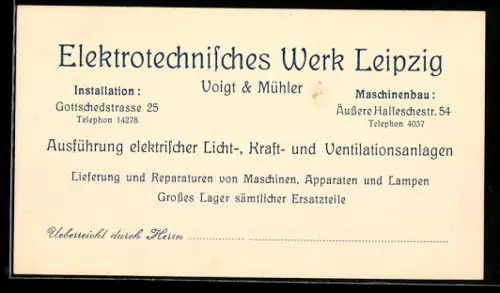 Elektrotechniſches Werk Leipzig
Voigt & Mühler
Installation:
Gottschedstrasse 25
Telephon 14278
Maschinenbau:
Äußere Halleschestr. 54
Telephon 4037
Ausführung elektriſcher Licht-, Kraft- und Ventilationsanlagen
Lieferung und Reparaturen von Maschinen, Apparaten und Lampen
Großes Lager sämtlicher Ersatzteile
Ueberreicht durch Herrn